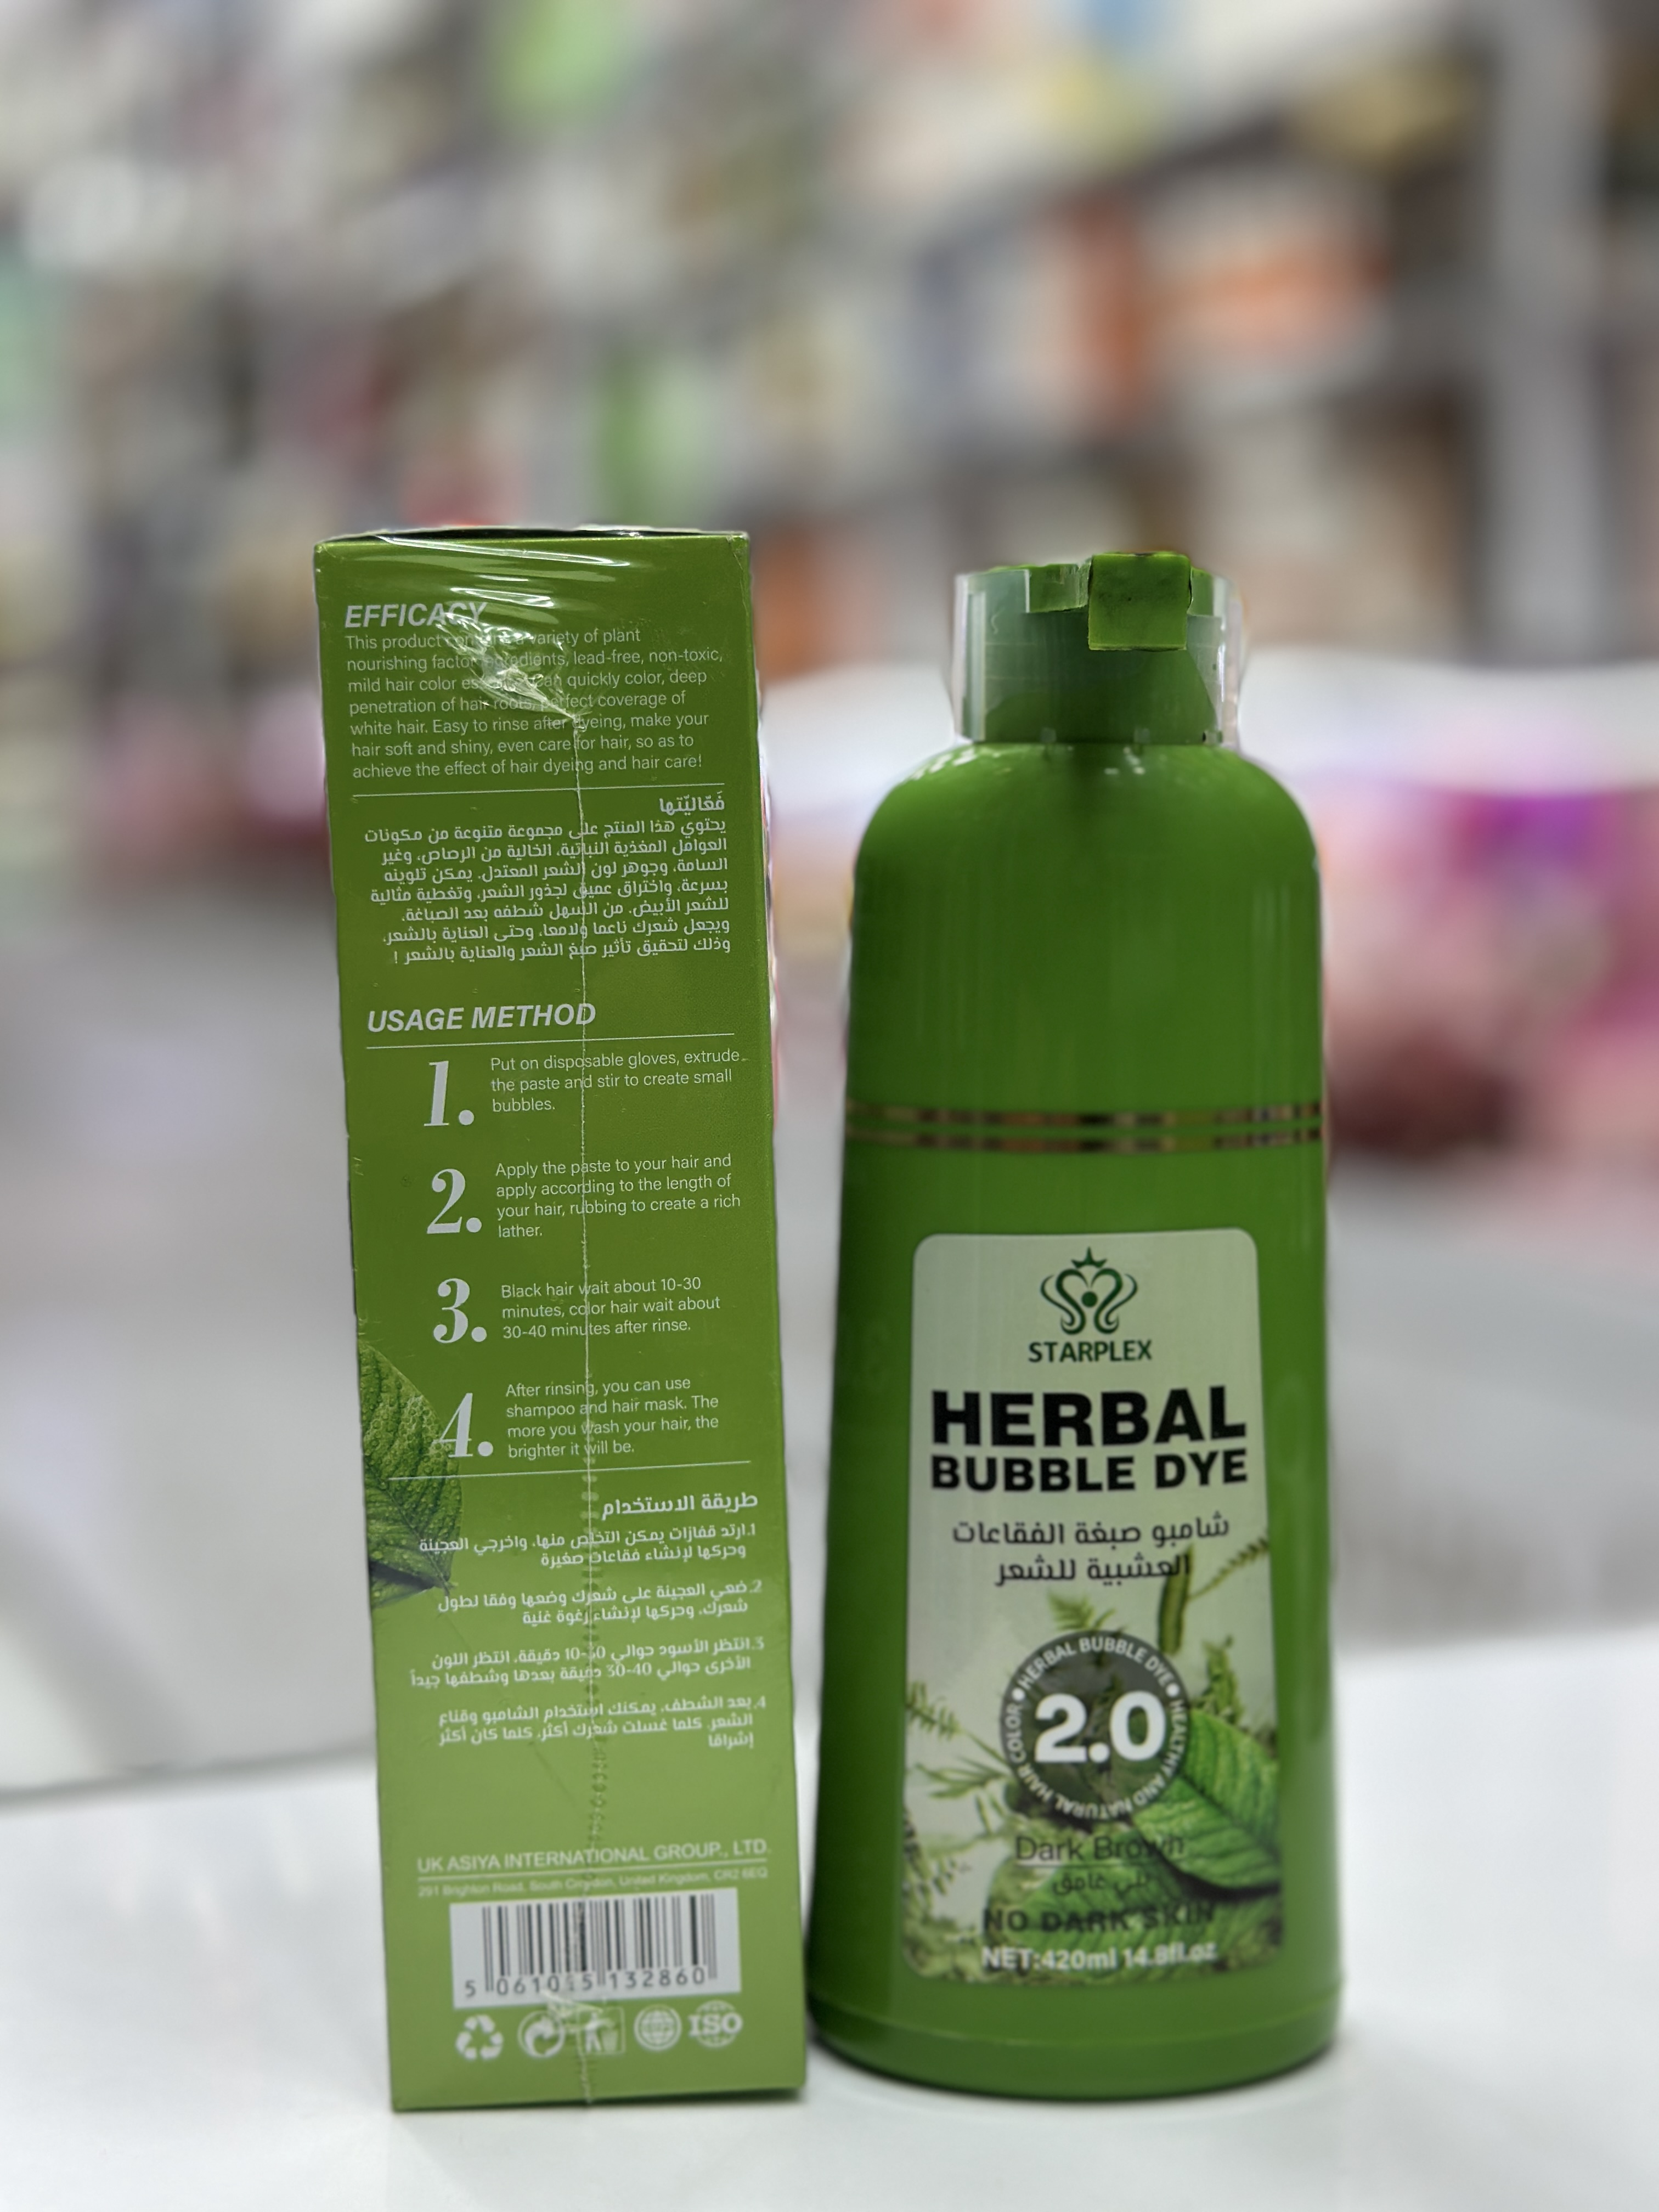 EFFICACY
This product contains a variety of plant
nourishing factor ingredients, lead-free, non-toxic,
mild hair color can quickly color, deep
penetration of hair roots, perfect coverage of
white hair. Easy to rinse after dyeing, make your
hair soft and shiny, even care for hair, so as to
achieve the effect of hair dyeing and hair care!
فَعّاليّتها
يحتوي هذا المنتج على مجموعة متنوعة من مكونات
العوامل المغذية النباتية، الخالية من الرصاص، وغير
السامة، وجوهر لون الشعر المعتدل. يمكن تلوينه
بسرعة، واختراق عميق لجذور الشعر، وتغطية مثالية
للشعر الأبيض. من السهل شطفه بعد الصباغة،
ويجعل شعرك ناعما ولامعا، وحتى العناية بالشعر،
وذلك لتحقيق تأثير صبغ الشعر والعناية بالشعر !
USAGE METHOD
1. Put on disposable gloves, extrude
the paste and stir to create small
bubbles.
2. Apply the paste to your hair and
apply according to the length of
your hair, rubbing to create a rich
lather.
3. Black hair wait about 10-30
minutes, color hair wait about
30-40 minutes after rinse.
4. After rinsing, you can use
shampoo and hair mask. The
more you wash your hair, the
brighter it will be.
طريقة الاستخدام
1.ارتد قفازات يمكن التخلص منها، واخرجي العجينة
وحركها لإنشاء فقاعات صغيرة
2.ضعي العجينة على شعرك وضعها وفقا لطول
شعرك، وحركها لإنشاء رغوة غنية
3.انتظر الأسود حوالي 30-10 دقيقة، انتظر اللون
الأخرى حوالي 40-30 دقيقة بعدها وشطفها جيداً
4.بعد الشطف، يمكنك استخدام الشامبو وقناع
الشعر. كلما غسلت شعرك أكثر، كلما كان أكثر
إشراقا
UK ASIYA INTERNATIONAL GROUP., LTD.
291 Brighton Road, South Croydon, United Kingdom, CR2 6EQ
5 061045 132860
ISO
STARPLEX
HERBAL
BUBBLE DYE
شامبو صبغة الفقاعات
العشبية للشعر
HERBAL BUBBLE DYE
HEALTHY AND NATURAL HAIR COLOR
2.0
Dark Brown
بني غامق
NO DARK SKIN
NET:420ml 14.8fl.oz